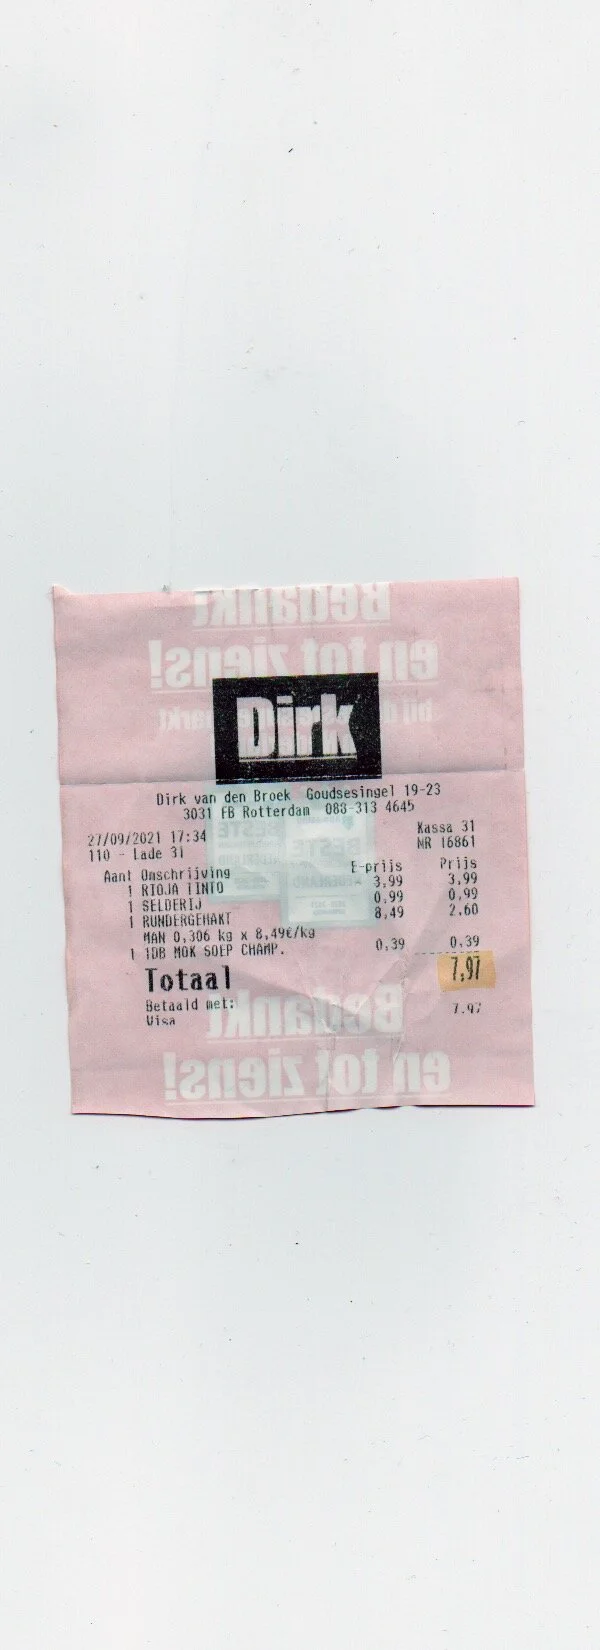 Dirk
Dirk van den Broek Goudsesingel 19-23
3031 FB Rotterdam 088-313 4645
27/09/2021 17:34 Kassa 31
110 - Lade 31 NR 16861
Aant Omschrijving E-prijs Prijs
1 RIOJA TINTO 3,99 3,99
1 SELDERIJ 0,99 0,99
1 RUNDERGEHAKT 8,49 2,60
MAN 0,306 kg x 8,49€/kg
1 1DB MOK SOEP CHAMP. 0,39 0,39
Totaal 7,97
Betaald met: 7,97
Visa
Bedankt
en tot ziens!
Bedankt
en tot ziens!